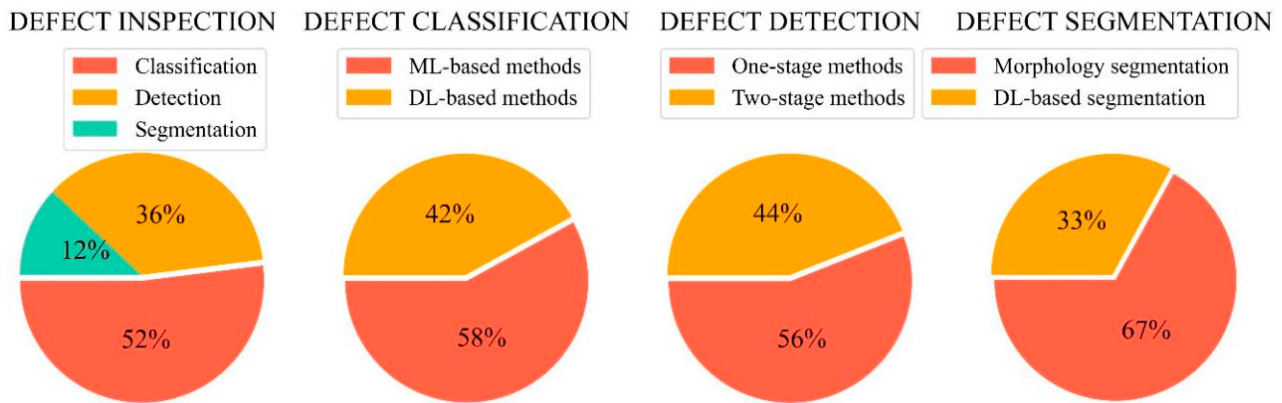 DEFECT INSPECTION
Classification
Detection
Segmentation
36%
12%
52%
DEFECT CLASSIFICATION
ML-based methods
DL-based methods
42%
58%
DEFECT DETECTION
One-stage methods
Two-stage methods
44%
56%
DEFECT SEGMENTATION
Morphology segmentation
DL-based segmentation
33%
67%